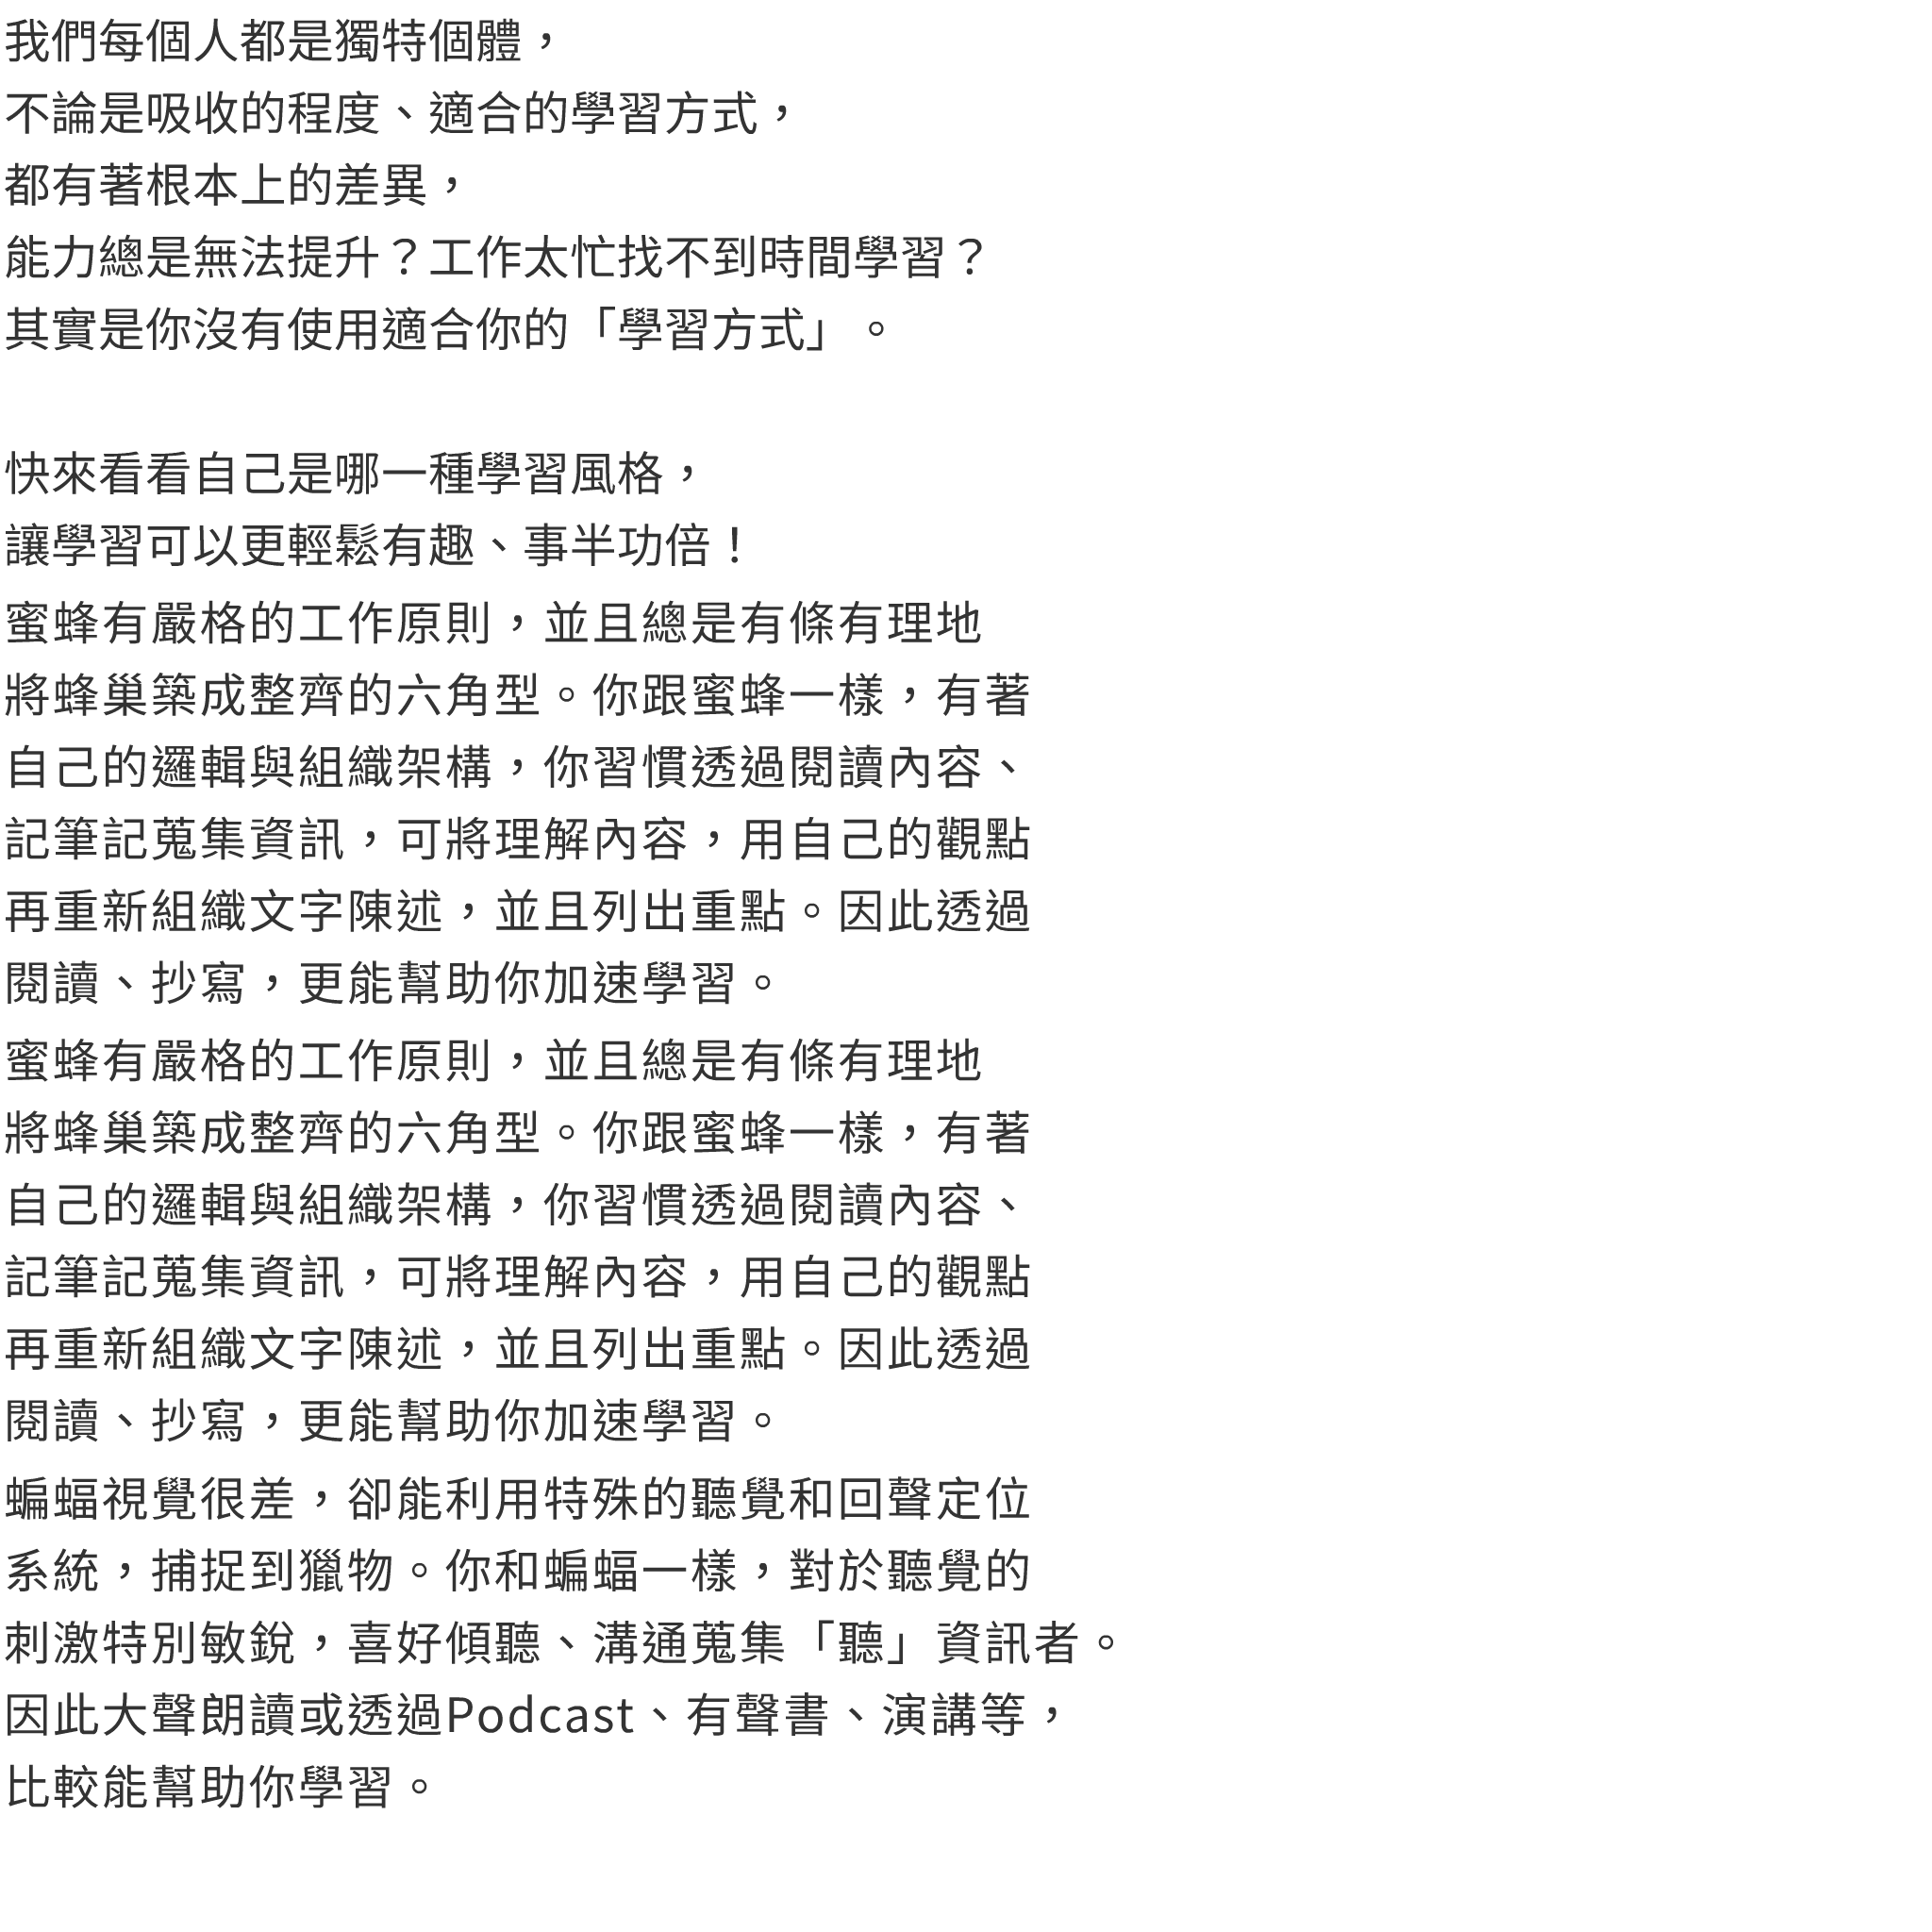 我們每個人都是獨特個體，
不論是吸收的程度、適合的學習方式，
都有著根本上的差異，
能力總是無法提升？工作太忙找不到時間學習？
其實是你沒有使用適合你的「學習方式」。
快來看看自己是哪一種學習風格，
讓學習可以更輕鬆有趣、事半功倍！
蜜蜂有嚴格的工作原則，並且總是有條有理地
將蜂巢築成整齊的六角型。你跟蜜蜂一樣，有著
自己的邏輯與組織架構，你習慣透過閱讀內容、
記筆記蒐集資訊，可將理解內容，用自己的觀點
再重新組織文字陳述，並且列出重點。因此透過
閱讀、抄寫，更能幫助你加速學習。
蜜蜂有嚴格的工作原則，並且總是有條有理地
將蜂巢築成整齊的六角型。你跟蜜蜂一樣，有著
自己的邏輯與組織架構，你習慣透過閱讀內容、
記筆記蒐集資訊，可將理解內容，用自己的觀點
再重新組織文字陳述，並且列出重點。因此透過
閱讀、抄寫，更能幫助你加速學習。
蝙蝠視覺很差，卻能利用特殊的聽覺和回聲定位
系統，捕捉到獵物。你和蝙蝠一樣，對於聽覺的
刺激特別敏銳，喜好傾聽、溝通蒐集「聽」資訊者。
因此大聲朗讀或透過Podcast、有聲書、演講等，
比較能幫助你學習。